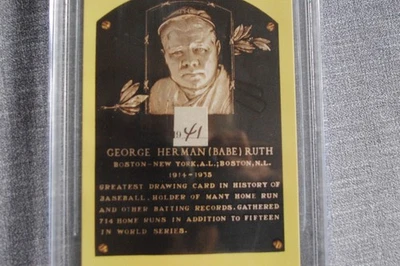 1941
GEORGE HERMAN (BABE) RUTH
BOSTON-NEW YORK, A.L.; BOSTON, N.L.
1914-1935
GREATEST DRAWING CARD IN HISTORY OF
BASEBALL. HOLDER OF MANY HOME RUN
AND OTHER BATTING RECORDS. GATHERED
714 HOME RUNS IN ADDITION TO FIFTEEN
IN WORLD SERIES.